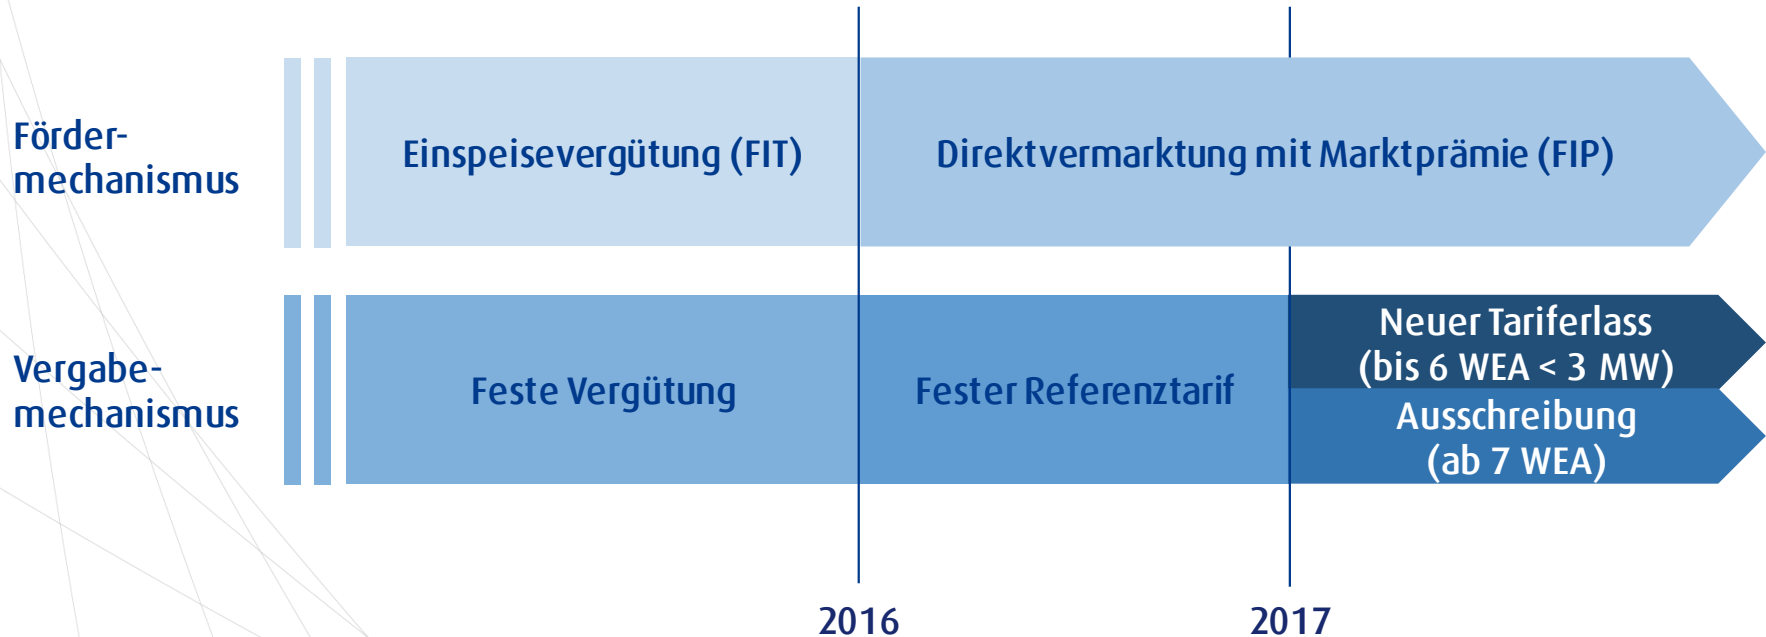 Förder-
mechanismus
Einspeisevergütung (FIT)
Direktvermarktung mit Marktprämie (FIP)
Vergabe-
mechanismus
Feste Vergütung
Fester Referenztarif
Neuer Tariferlass
(bis 6 WEA < 3 MW)
Ausschreibung
(ab 7 WEA)
2016
2017